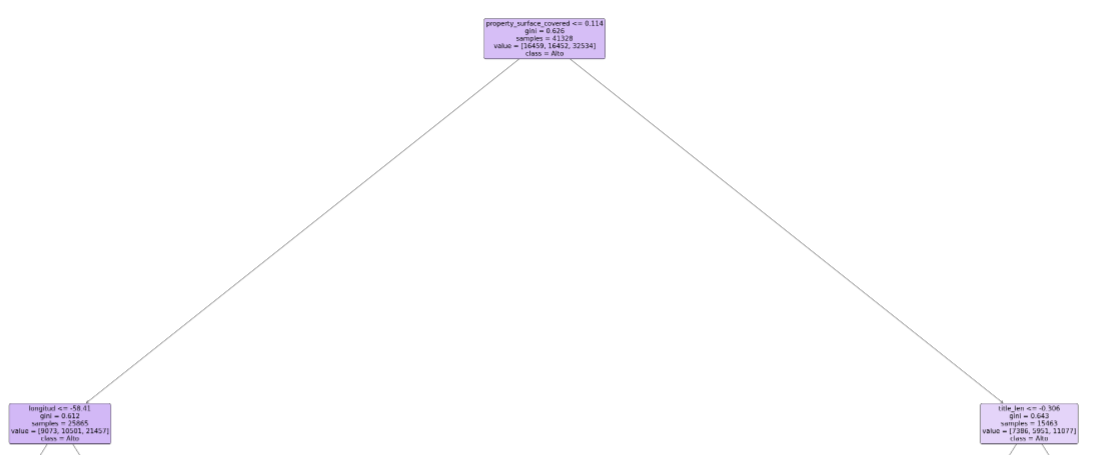 property_surface_covered <= 0.114
gini = 0.626
samples = 41328
value = [16459, 16452, 32534]
class = Alto
longitud <= -58.41
gini = 0.612
samples = 25865
value = [9073, 10501, 21457]
class = Alto
title_len <= -0.306
gini = 0.643
samples = 15463
value = [7386, 5951, 11077]
class = Alto